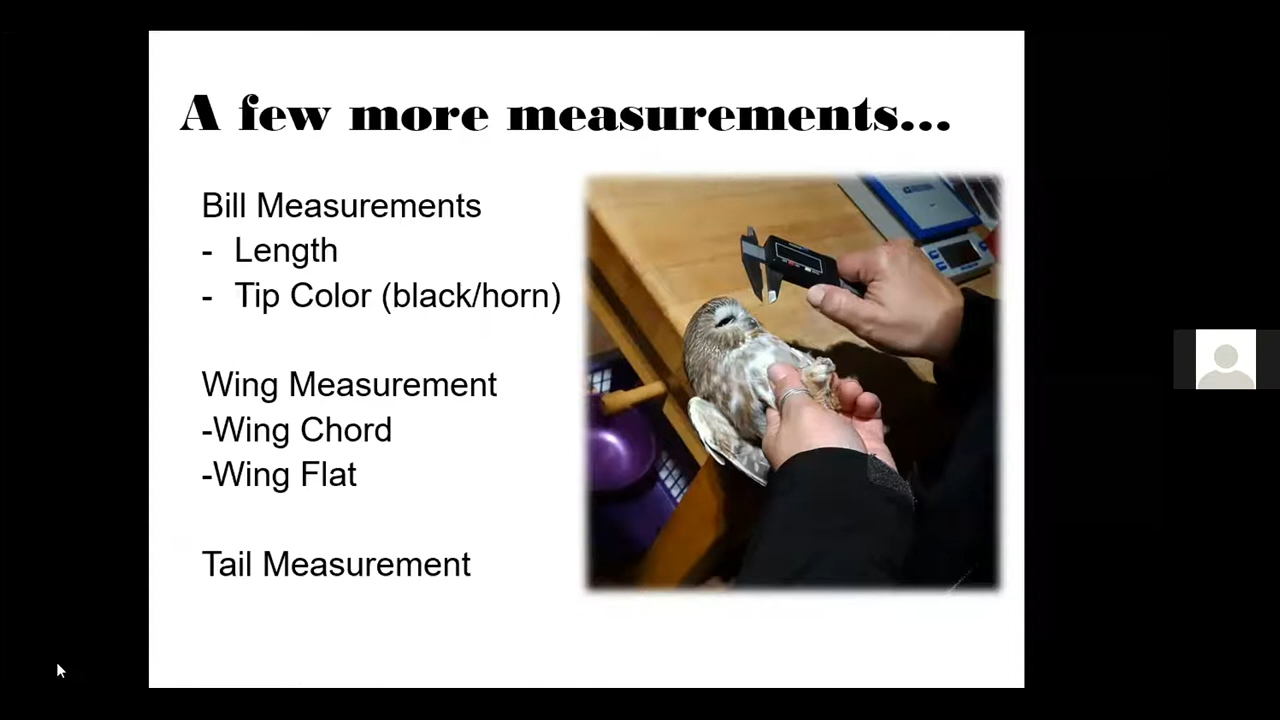 A few more measurements...
Bill Measurements
- Length
- Tip Color (black/horn)
Wing Measurement
-Wing Chord
-Wing Flat
Tail Measurement